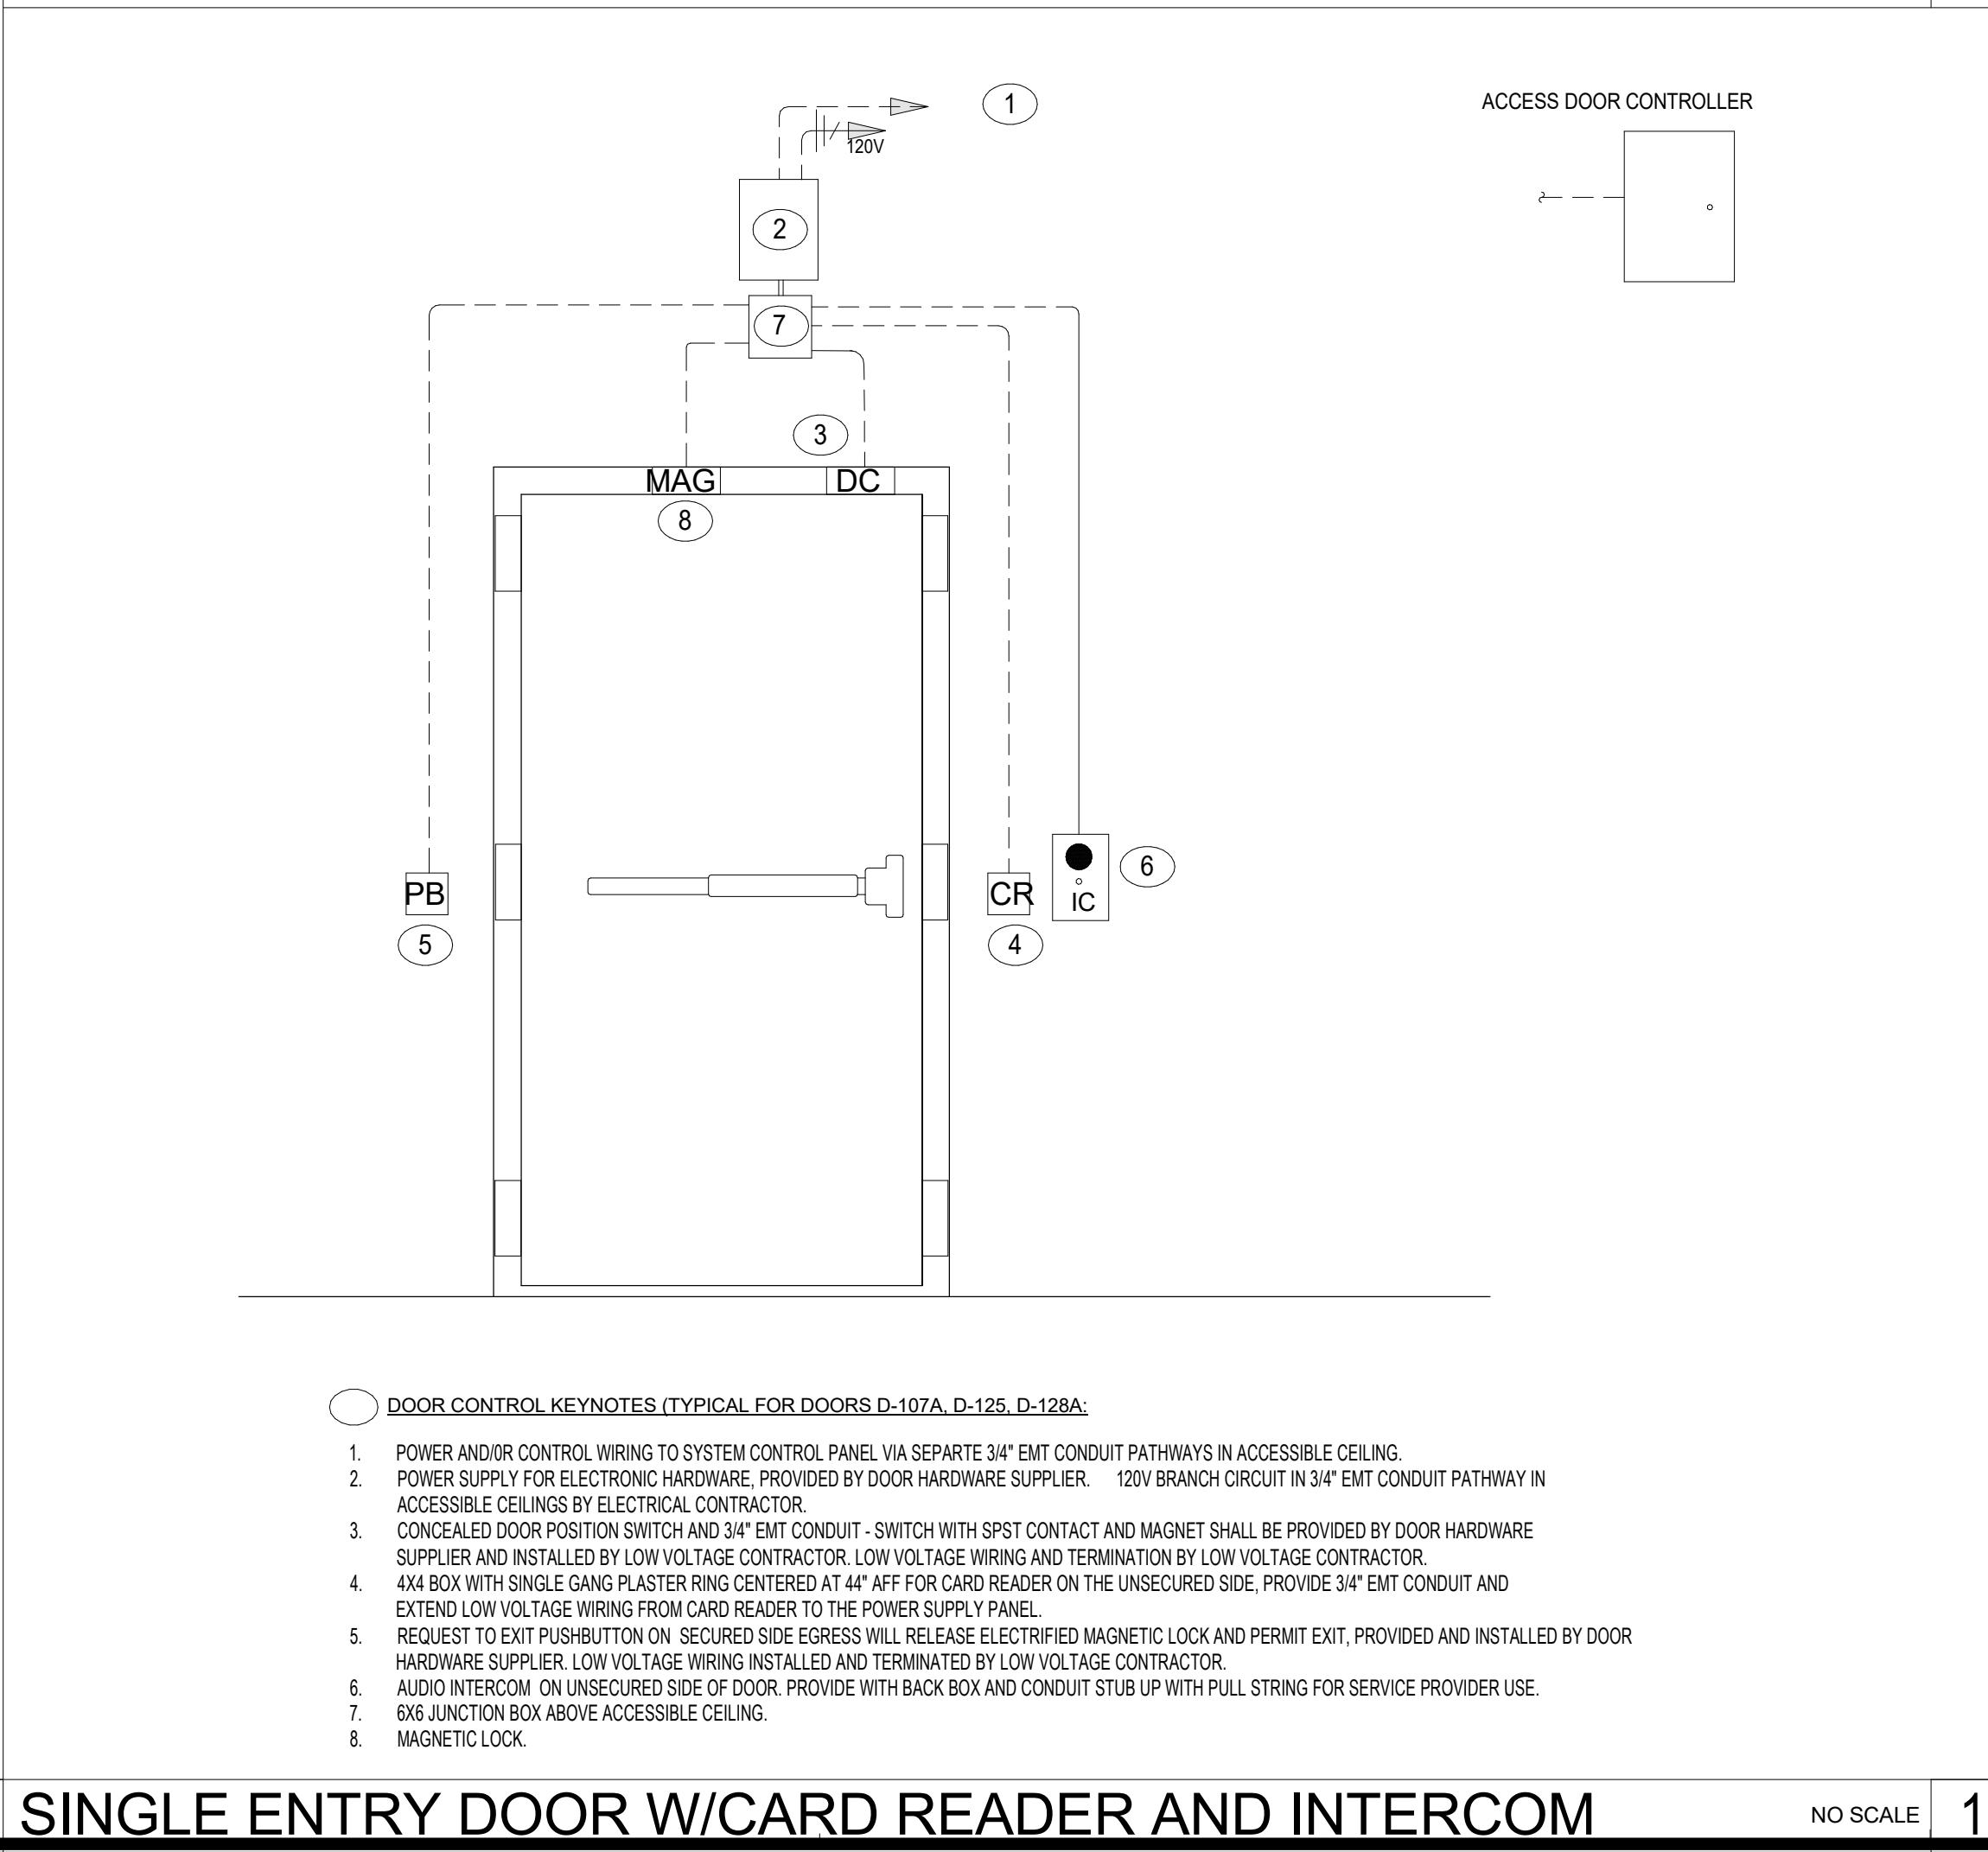 1
ACCESS DOOR CONTROLLER
120V
2
7
3
MAG
DC
8
6
PB
CR
IC
5
4
DOOR CONTROL KEYNOTES (TYPICAL FOR DOORS D-107A, D-125, D-128A:
1. POWER AND/0R CONTROL WIRING TO SYSTEM CONTROL PANEL VIA SEPARTE 3/4" EMT CONDUIT PATHWAYS IN ACCESSIBLE CEILING.
2. POWER SUPPLY FOR ELECTRONIC HARDWARE, PROVIDED BY DOOR HARDWARE SUPPLIER. 120V BRANCH CIRCUIT IN 3/4" EMT CONDUIT PATHWAY IN
ACCESSIBLE CEILINGS BY ELECTRICAL CONTRACTOR.
3. CONCEALED DOOR POSITION SWITCH AND 3/4" EMT CONDUIT - SWITCH WITH SPST CONTACT AND MAGNET SHALL BE PROVIDED BY DOOR HARDWARE
SUPPLIER AND INSTALLED BY LOW VOLTAGE CONTRACTOR. LOW VOLTAGE WIRING AND TERMINATION BY LOW VOLTAGE CONTRACTOR.
4. 4X4 BOX WITH SINGLE GANG PLASTER RING CENTERED AT 44" AFF FOR CARD READER ON THE UNSECURED SIDE, PROVIDE 3/4" EMT CONDUIT AND
EXTEND LOW VOLTAGE WIRING FROM CARD READER TO THE POWER SUPPLY PANEL.
5. REQUEST TO EXIT PUSHBUTTON ON SECURED SIDE EGRESS WILL RELEASE ELECTRIFIED MAGNETIC LOCK AND PERMIT EXIT, PROVIDED AND INSTALLED BY DOOR
HARDWARE SUPPLIER. LOW VOLTAGE WIRING INSTALLED AND TERMINATED BY LOW VOLTAGE CONTRACTOR.
6. AUDIO INTERCOM ON UNSECURED SIDE OF DOOR. PROVIDE WITH BACK BOX AND CONDUIT STUB UP WITH PULL STRING FOR SERVICE PROVIDER USE.
7. 6X6 JUNCTION BOX ABOVE ACCESSIBLE CEILING.
8. MAGNETIC LOCK.
SINGLE ENTRY DOOR W/CARD READER AND INTERCOM
NO SCALE
1